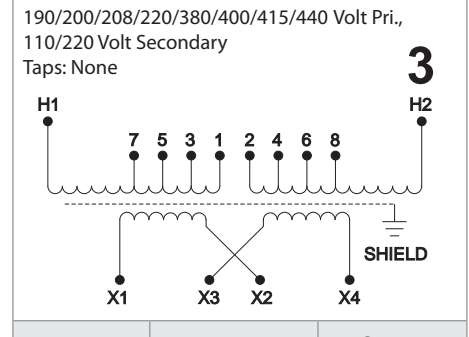 190/200/208/220/380/400/415/440 Volt Pri.,
110/220 Volt Secondary
Taps: None
3
H1 H2
7 5 3 1 2 4 6 8
SHIELD
X1 X3 X2 X4